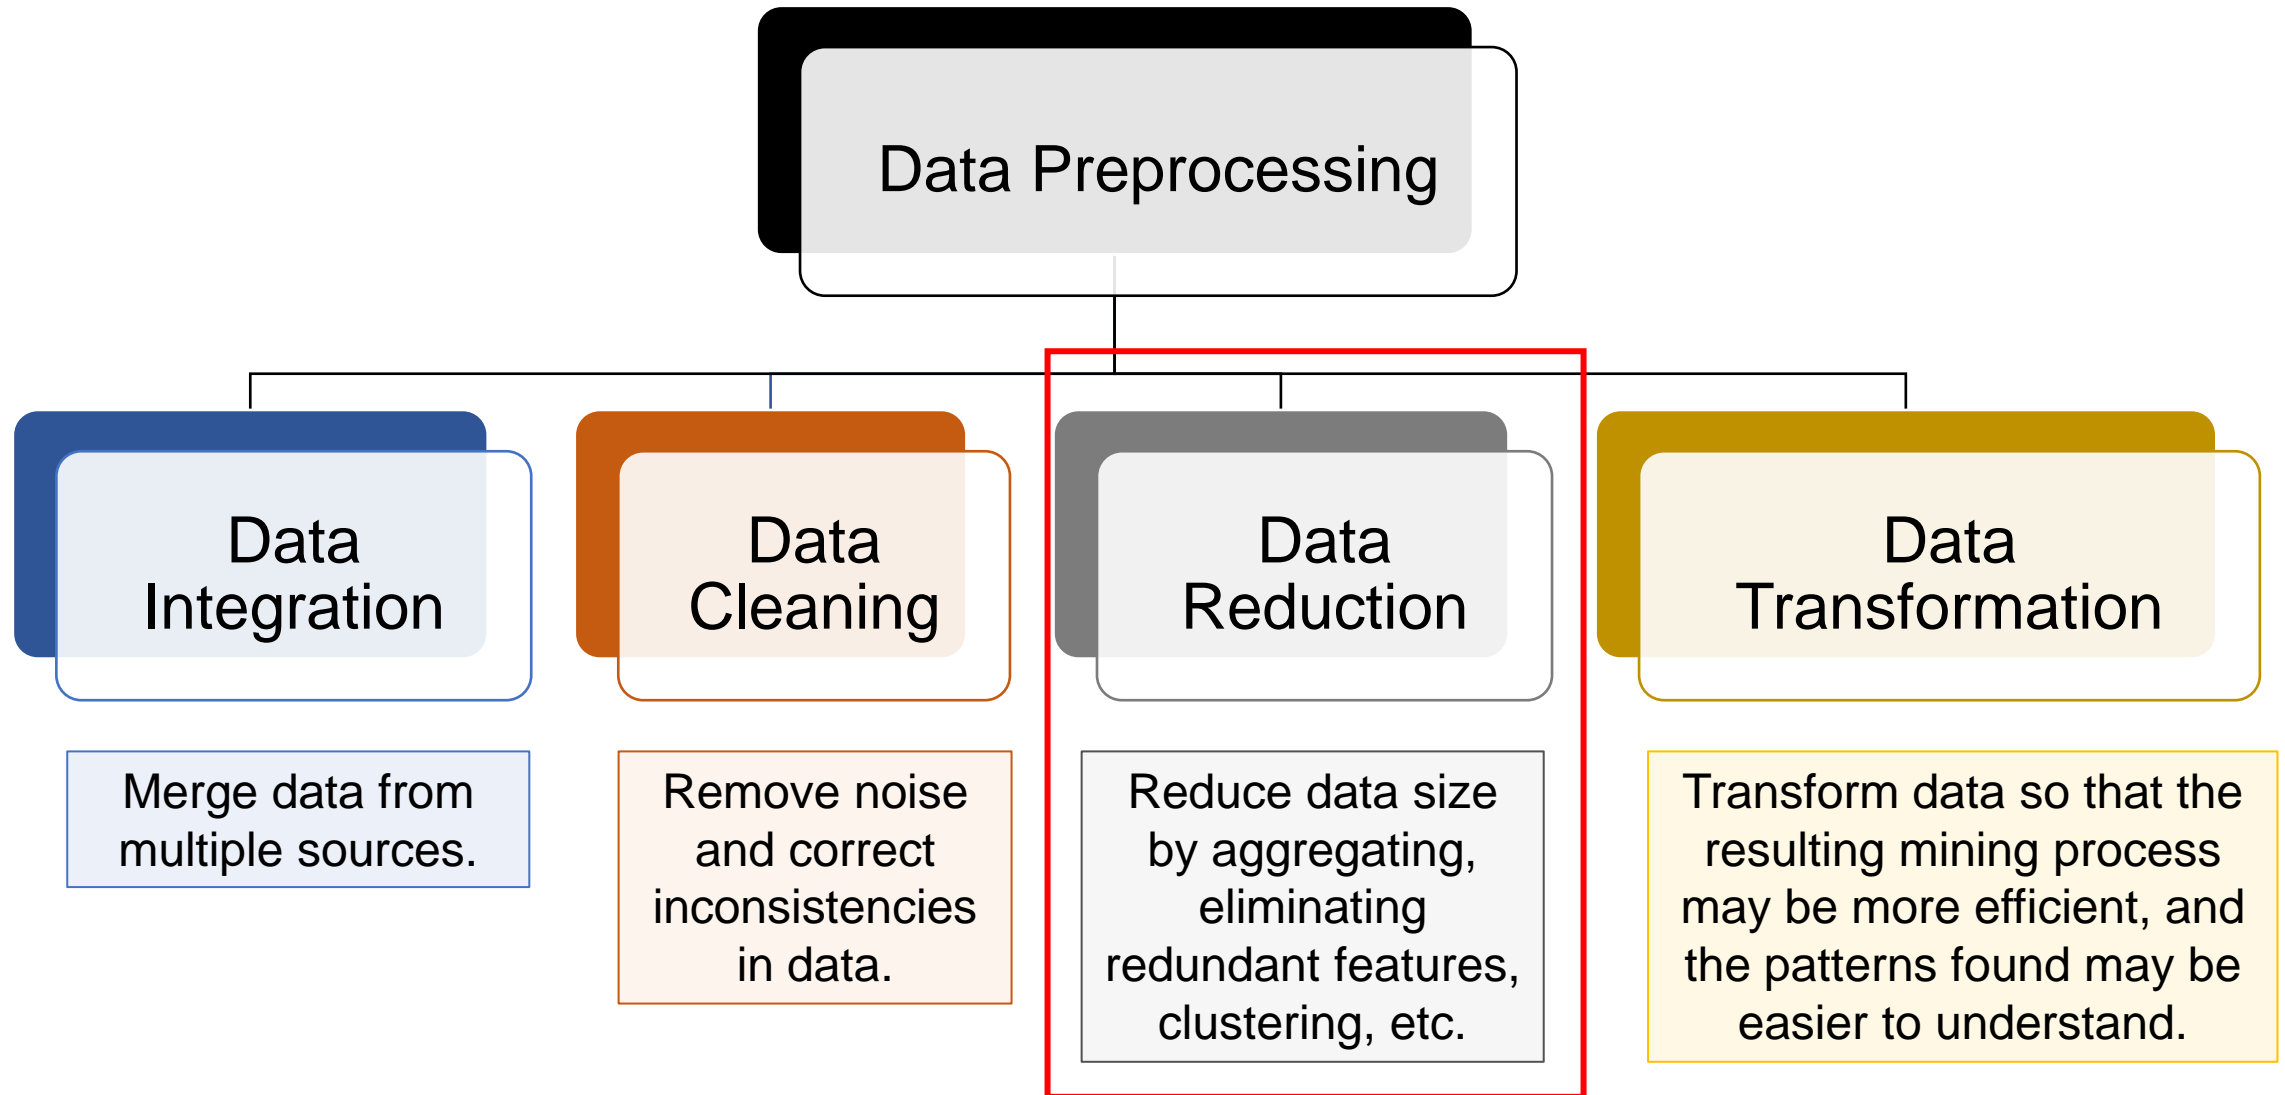 Data Preprocessing
Data
Integration
Data
Cleaning
Data
Reduction
Data
Transformation
Merge data from
multiple sources.
Remove noise
and correct
inconsistencies
in data.
Reduce data size
by aggregating,
eliminating
redundant features,
clustering, etc.
Transform data so that the
resulting mining process
may be more efficient, and
the patterns found may be
easier to understand.